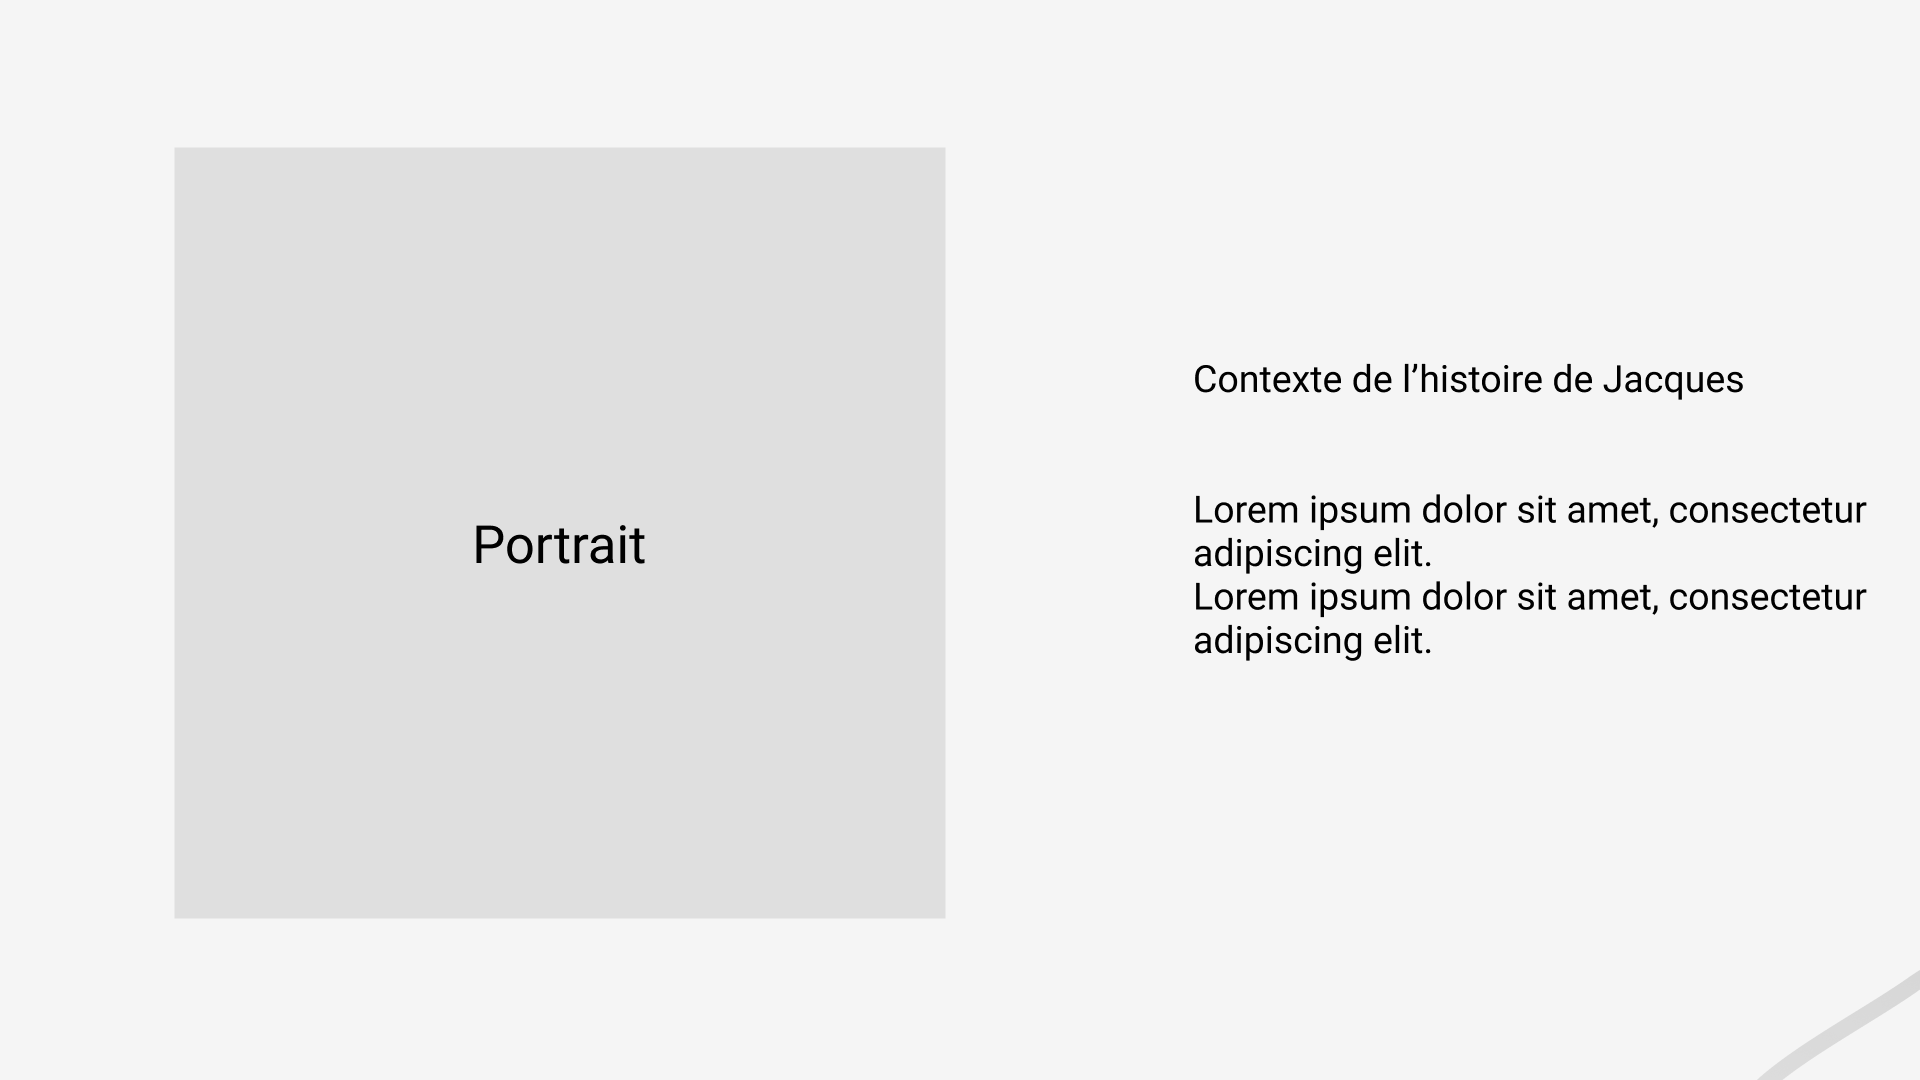 Portrait
Contexte de l’histoire de Jacques
Lorem ipsum dolor sit amet, consectetur
adipiscing elit.
Lorem ipsum dolor sit amet, consectetur
adipiscing elit.